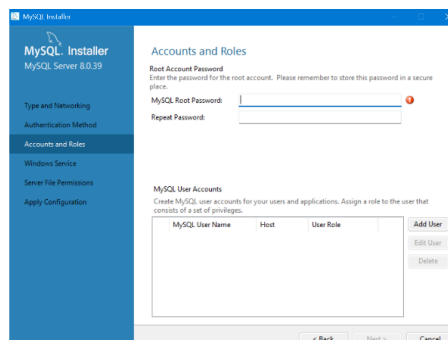 MySQL Installer
MySQL. Installer
MySQL Server 8.0.39
Type and Networking
Authentication Method
Accounts and Roles
Windows Service
Server File Permissions
Apply Configuration
Accounts and Roles
Root Account Password
Enter the password for the root account. Please remember to store this password in a secure
place.
MySQL Root Password:
Repeat Password:
MySQL User Accounts
Create MySQL user accounts for your users and applications. Assign a role to the user that
consists of a set of privileges.
MySQL User Name Host User Role
Add User
Edit User
Delete
< Back Next > Cancel